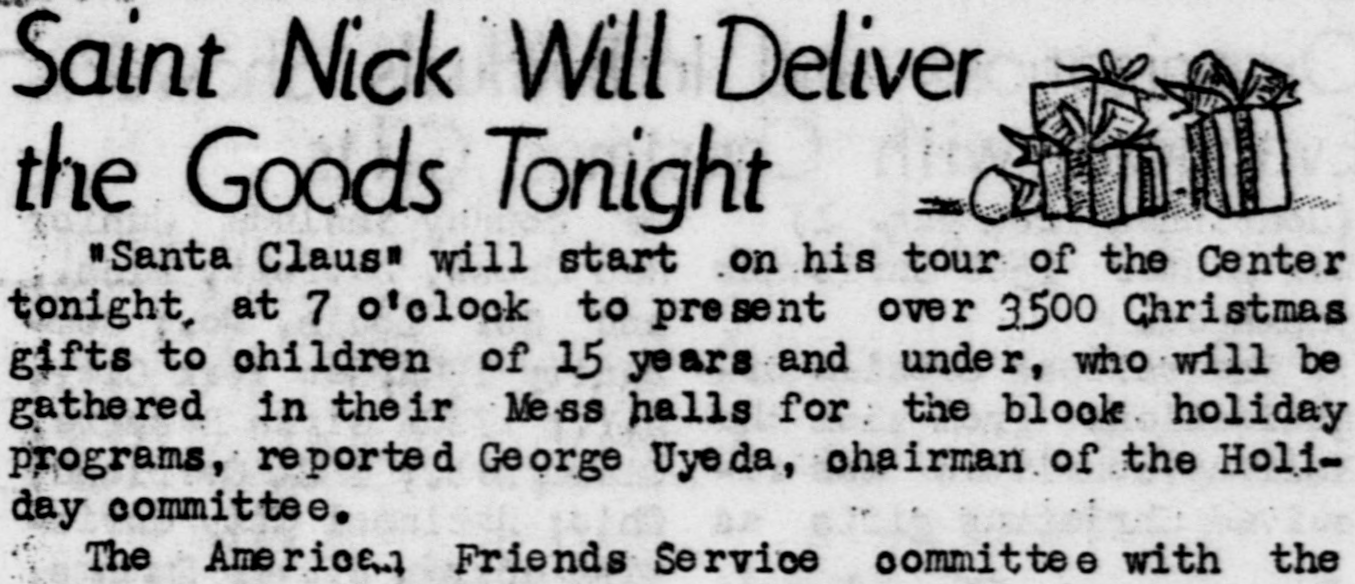 Saint Nick Will Deliver
the Goods Tonight
"Santa Claus" will start on his tour of the Center
tonight, at 7 o'clock to present over 3500 Christmas
gifts to children of 15 years and under, who will be
gathered in their Mess halls for the block holiday
programs, reported George Uyeda, chairman of the Holi-
day committee.
The American Friends Service committee with the